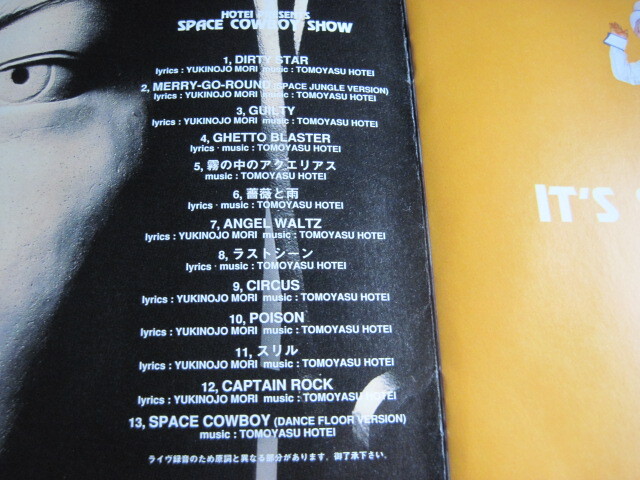 HOTEI PRESENTS
SPACE COWBOY SHOW
1, DIRTY STAR
lyrics : YUKINOJO MORI music : TOMOYASU HOTEI
2, MERRY-GO-ROUND (SPACE JUNGLE VERSION)
lyrics : YUKINOJO MORI music : TOMOYASU HOTEI
3, GUILTY
lyrics : YUKINOJO MORI music : TOMOYASU HOTEI
4, GHETTO BLASTER
lyrics · music : TOMOYASU HOTEI
5, 霧の中のアクエリアス
music : TOMOYASU HOTEI
6, 薔薇と雨
lyrics · music : TOMOYASU HOTEI
7, ANGEL WALTZ
lyrics : YUKINOJO MORI music : TOMOYASU HOTEI
8, ラストシーン
lyrics · music : TOMOYASU HOTEI
9, CIRCUS
lyrics : YUKINOJO MORI music : TOMOYASU HOTEI
10, POISON
lyrics : YUKINOJO MORI music : TOMOYASU HOTEI
11, スリル
lyrics : YUKINOJO MORI music : TOMOYASU HOTEI
12, CAPTAIN ROCK
lyrics : YUKINOJO MORI music : TOMOYASU HOTEI
13, SPACE COWBOY (DANCE FLOOR VERSION)
music : TOMOYASU HOTEI
ライヴ録音のため原詞と異なる部分があります. 御了承下さい.
IT'S